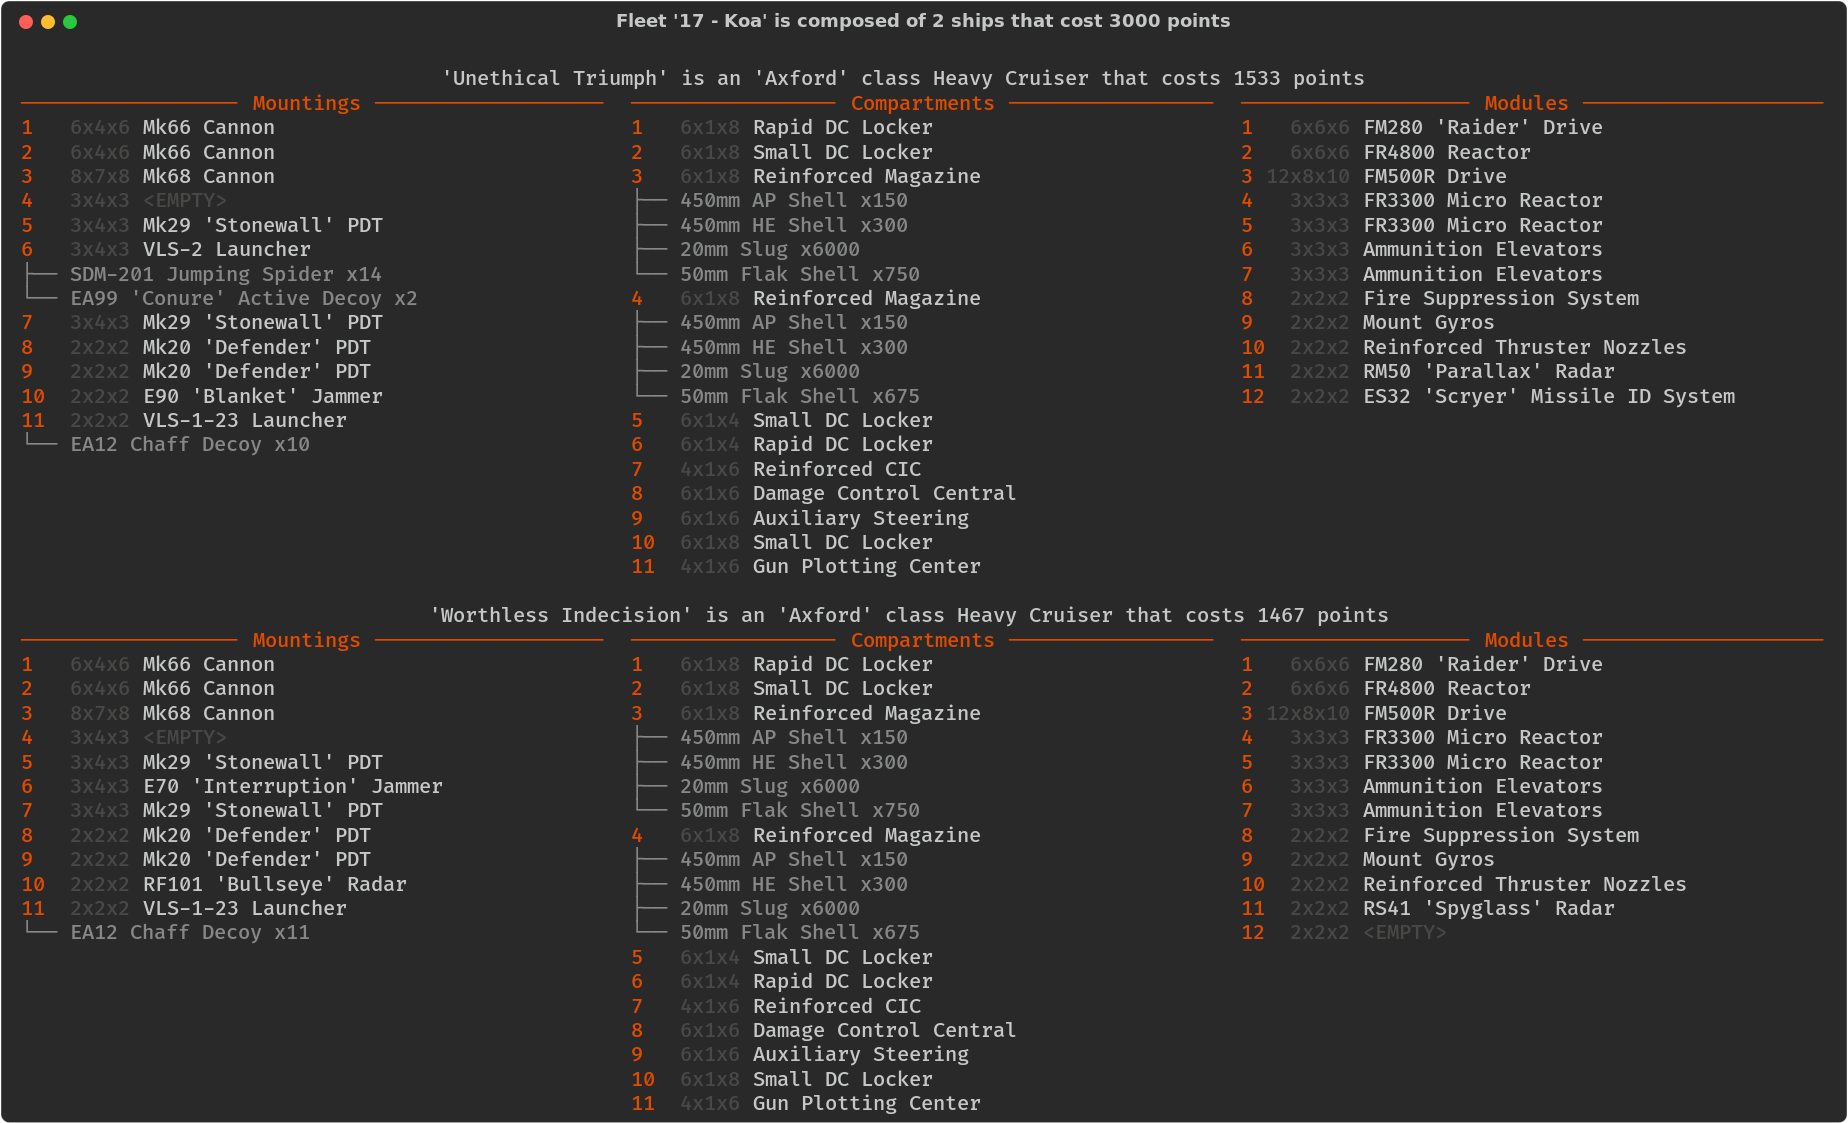 Fleet '17 - Koa' is composed of 2 ships that cost 3000 points
'Unethical Triumph' is an 'Axford' class Heavy Cruiser that costs 1533 points
Mountings
1 6x4x6 Mk66 Cannon
2 6x4x6 Mk66 Cannon
3 8x7x8 Mk68 Cannon
4 3x4x3 <EMPTY>
5 3x4x3 Mk29 'Stonewall' PDT
6 3x4x3 VLS-2 Launcher
SDM-201 Jumping Spider x14
EA99 'Conure' Active Decoy x2
7 3x4x3 Mk29 'Stonewall' PDT
8 2x2x2 Mk20 'Defender' PDT
9 2x2x2 Mk20 'Defender' PDT
10 2x2x2 E90 'Blanket' Jammer
11 2x2x2 VLS-1-23 Launcher
EA12 Chaff Decoy x10
Compartments
1 6x1x8 Rapid DC Locker
2 6x1x8 Small DC Locker
3 6x1x8 Reinforced Magazine
450mm AP Shell x150
450mm HE Shell x300
20mm Slug x6000
50mm Flak Shell x750
4 6x1x8 Reinforced Magazine
450mm AP Shell x150
450mm HE Shell x300
20mm Slug x6000
50mm Flak Shell x675
5 6x1x4 Small DC Locker
6 6x1x4 Rapid DC Locker
7 4x1x6 Reinforced CIC
8 6x1x6 Damage Control Central
9 6x1x6 Auxiliary Steering
10 6x1x8 Small DC Locker
11 4x1x6 Gun Plotting Center
Modules
1 6x6x6 FM280 'Raider' Drive
2 6x6x6 FR4800 Reactor
3 12x8x10 FM500R Drive
4 3x3x3 FR3300 Micro Reactor
5 3x3x3 FR3300 Micro Reactor
6 3x3x3 Ammunition Elevators
7 3x3x3 Ammunition Elevators
8 2x2x2 Fire Suppression System
9 2x2x2 Mount Gyros
10 2x2x2 Reinforced Thruster Nozzles
11 2x2x2 RM50 'Parallax' Radar
12 2x2x2 ES32 'Scryer' Missile ID System
'Worthless Indecision' is an 'Axford' class Heavy Cruiser that costs 1467 points
Mountings
1 6x4x6 Mk66 Cannon
2 6x4x6 Mk66 Cannon
3 8x7x8 Mk68 Cannon
4 3x4x3 <EMPTY>
5 3x4x3 Mk29 'Stonewall' PDT
6 3x4x3 E70 'Interruption' Jammer
7 3x4x3 Mk29 'Stonewall' PDT
8 2x2x2 Mk20 'Defender' PDT
9 2x2x2 Mk20 'Defender' PDT
10 2x2x2 RF101 'Bullseye' Radar
11 2x2x2 VLS-1-23 Launcher
EA12 Chaff Decoy x11
Compartments
1 6x1x8 Rapid DC Locker
2 6x1x8 Small DC Locker
3 6x1x8 Reinforced Magazine
450mm AP Shell x150
450mm HE Shell x300
20mm Slug x6000
50mm Flak Shell x750
4 6x1x8 Reinforced Magazine
450mm AP Shell x150
450mm HE Shell x300
20mm Slug x6000
50mm Flak Shell x675
5 6x1x4 Small DC Locker
6 6x1x4 Rapid DC Locker
7 4x1x6 Reinforced CIC
8 6x1x6 Damage Control Central
9 6x1x6 Auxiliary Steering
10 6x1x8 Small DC Locker
11 4x1x6 Gun Plotting Center
Modules
1 6x6x6 FM280 'Raider' Drive
2 6x6x6 FR4800 Reactor
3 12x8x10 FM500R Drive
4 3x3x3 FR3300 Micro Reactor
5 3x3x3 FR3300 Micro Reactor
6 3x3x3 Ammunition Elevators
7 3x3x3 Ammunition Elevators
8 2x2x2 Fire Suppression System
9 2x2x2 Mount Gyros
10 2x2x2 Reinforced Thruster Nozzles
11 2x2x2 RS41 'Spyglass' Radar
12 2x2x2 <EMPTY>